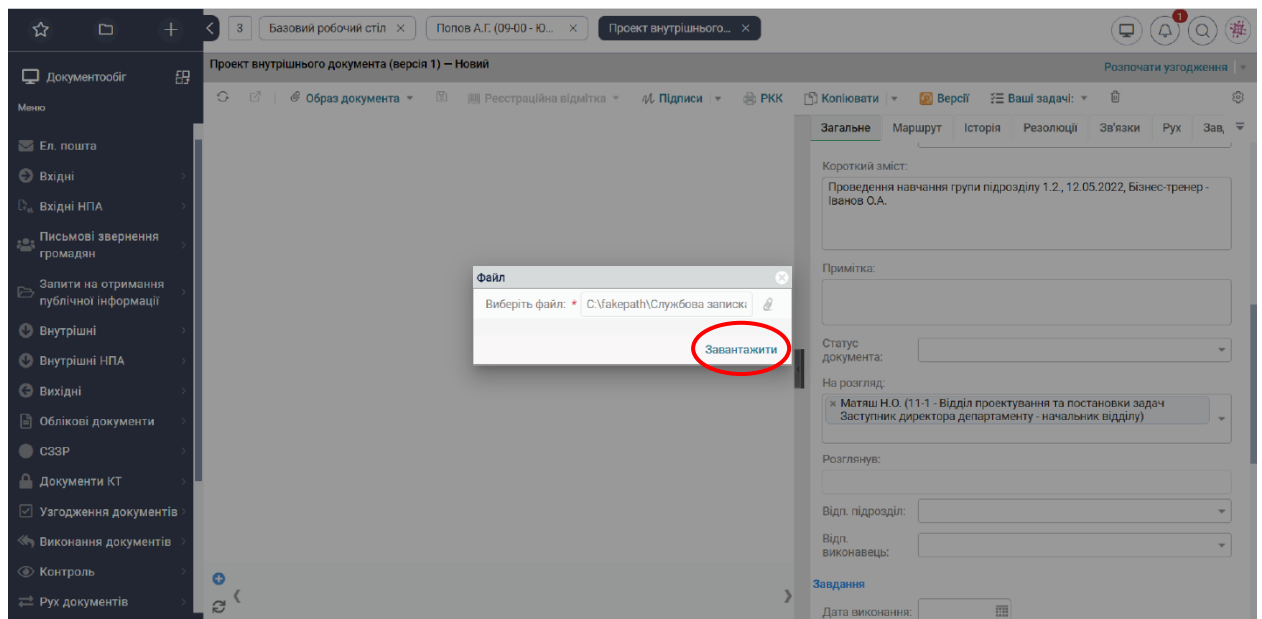 3
Базовий робочий стіл
Попов А.Г. (09-00 - Ю...
Проект внутрішнього...
1
Документообіг
Меню
Ел. пошта
Вхідні
Вхідні НПА
Письмові звернення
громадян
Запити на отримання
публічної інформації
Внутрішні
Внутрішні НПА
Вихідні
Облікові документи
СЗЗР
Документи КТ
Узгодження документів
Виконання документів
Контроль
Рух документів
Проект внутрішнього документа (версія 1) — Новий
Розпочати узгодження
Образ документа
Реєстраційна відмітка
Підписи
РКК
Копіювати
Версії
Ваші задачі:
Загальне
Маршрут
Історія
Резолюції
Зв'язки
Рух
Зав,
Короткий зміст:
Проведення навчання групи підрозділу 1.2., 12.05.2022, Бізнес-тренер -
Іванов О.А.
Примітка:
Статус
документа:
На розгляд:
× Матяш Н.О. (11-1 - Відділ проектування та постановки задач
Заступник директора департаменту - начальник відділу)
Розглянув:
Відп. підрозділ:
Відп.
виконавець:
Завдання
Дата виконання:
Файл
Виберіть файл: *
C:\fakepath\Службова записка
Завантажити